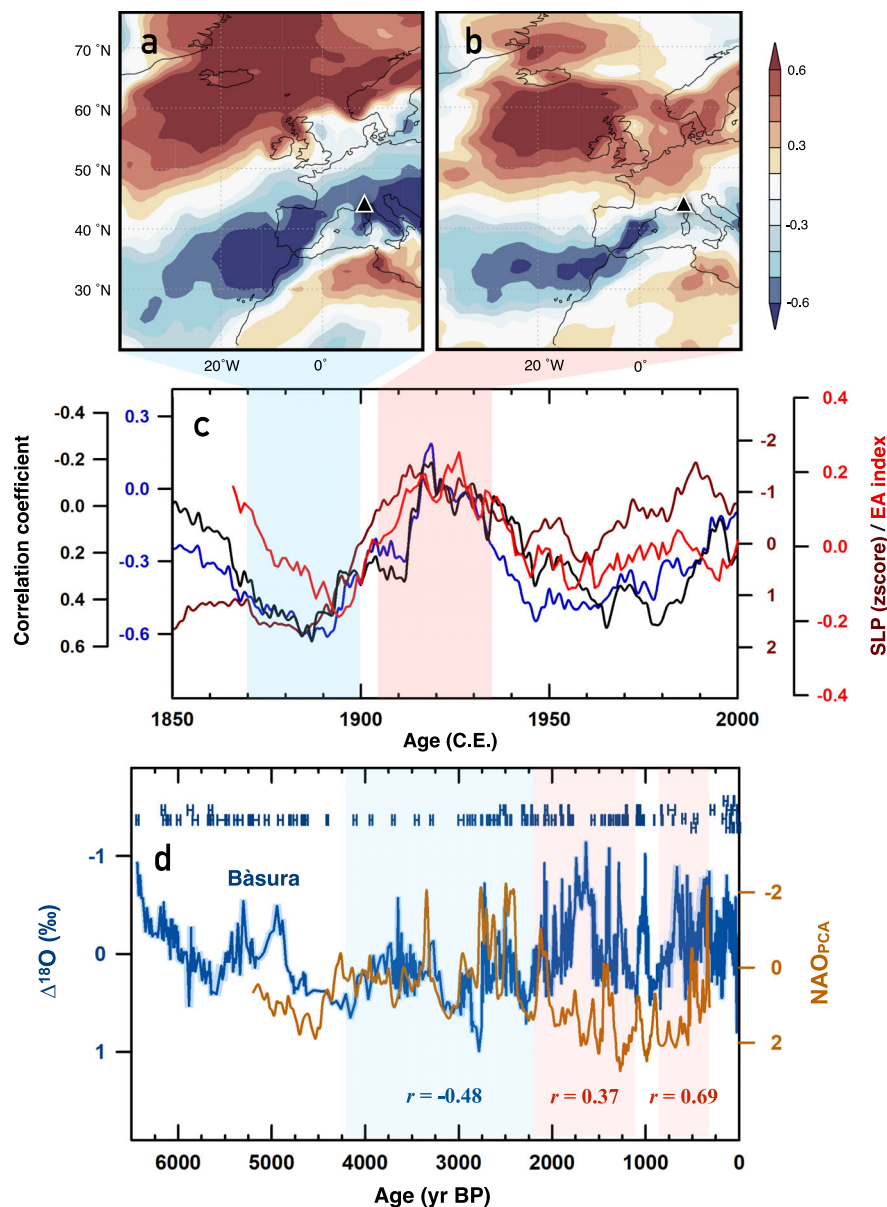 a
b
70 ˚N
60 ˚N
50 ˚N
40 ˚N
30 ˚N
0.6
0.3
-0.3
-0.6
20˚W
0˚
20 ˚W
0˚
c
Correlation coefficient
-0.4
-0.2
0.0
0.2
0.4
0.6
0.3
0.0
-0.3
-0.6
-2
-1
0
1
2
0.4
0.2
0.0
-0.2
-0.4
SLP (zscore) / EA index
1850
1900
1950
2000
Age (C.E.)
d
Bàsura
Δ18O (‰)
-1
0
1
-2
0
2
NAOPCA
r = -0.48
r = 0.37
r = 0.69
6000
5000
4000
3000
2000
1000
0
Age (yr BP)